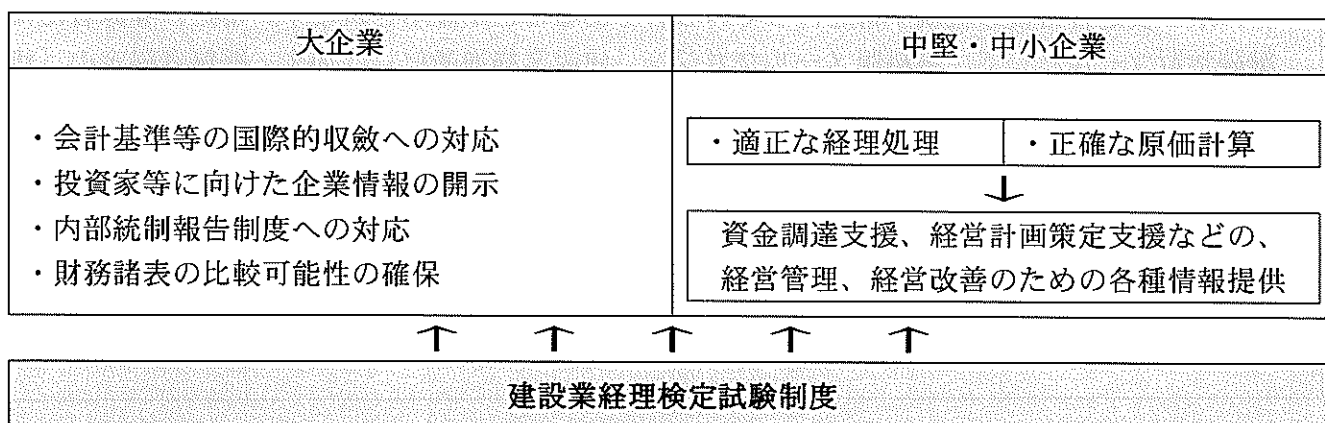 大企業
中堅・中小企業
・会計基準等の国際的収斂への対応
・投資家等に向けた企業情報の開示
・内部統制報告制度への対応
・財務諸表の比較可能性の確保
・適正な経理処理
・正確な原価計算
↓
資金調達支援、経営計画策定支援などの、
経営管理、経営改善のための各種情報提供
↑ ↑ ↑ ↑ ↑
建設業経理検定試験制度